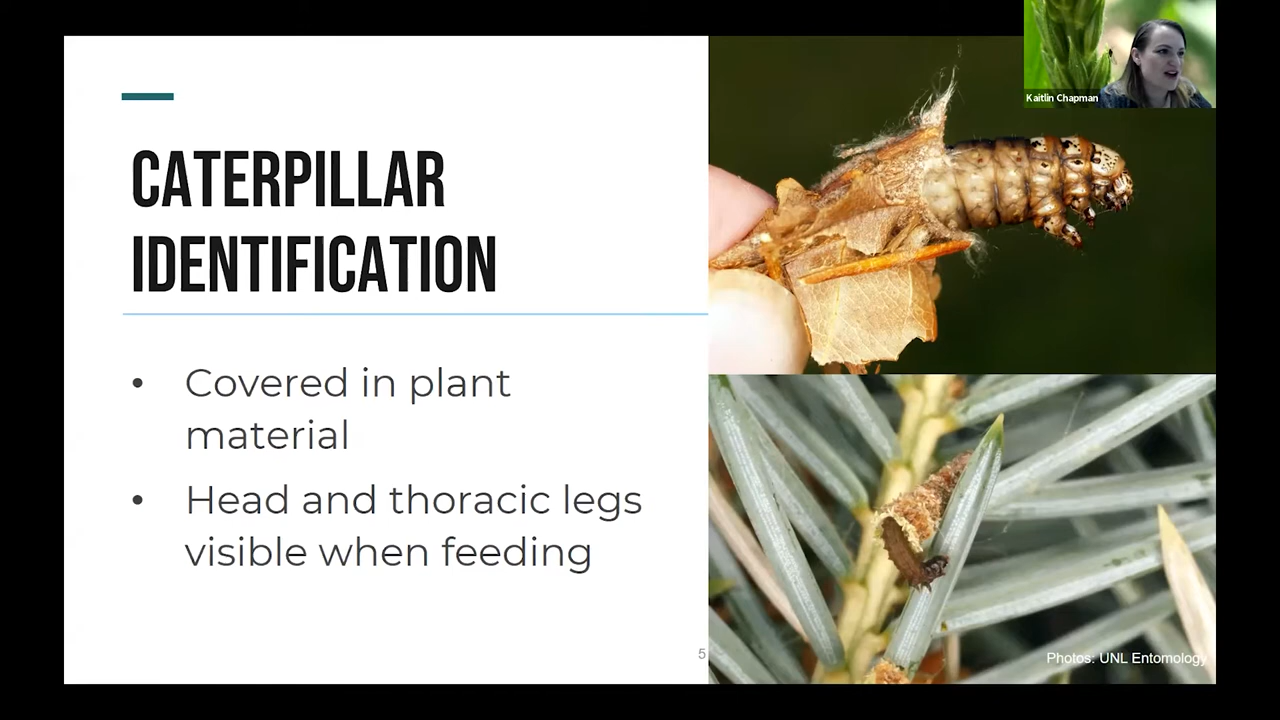 Kaitlin Chapman
CATERPILLAR
IDENTIFICATION
• Covered in plant
material
• Head and thoracic legs
visible when feeding
5
Photos: UNL Entomology